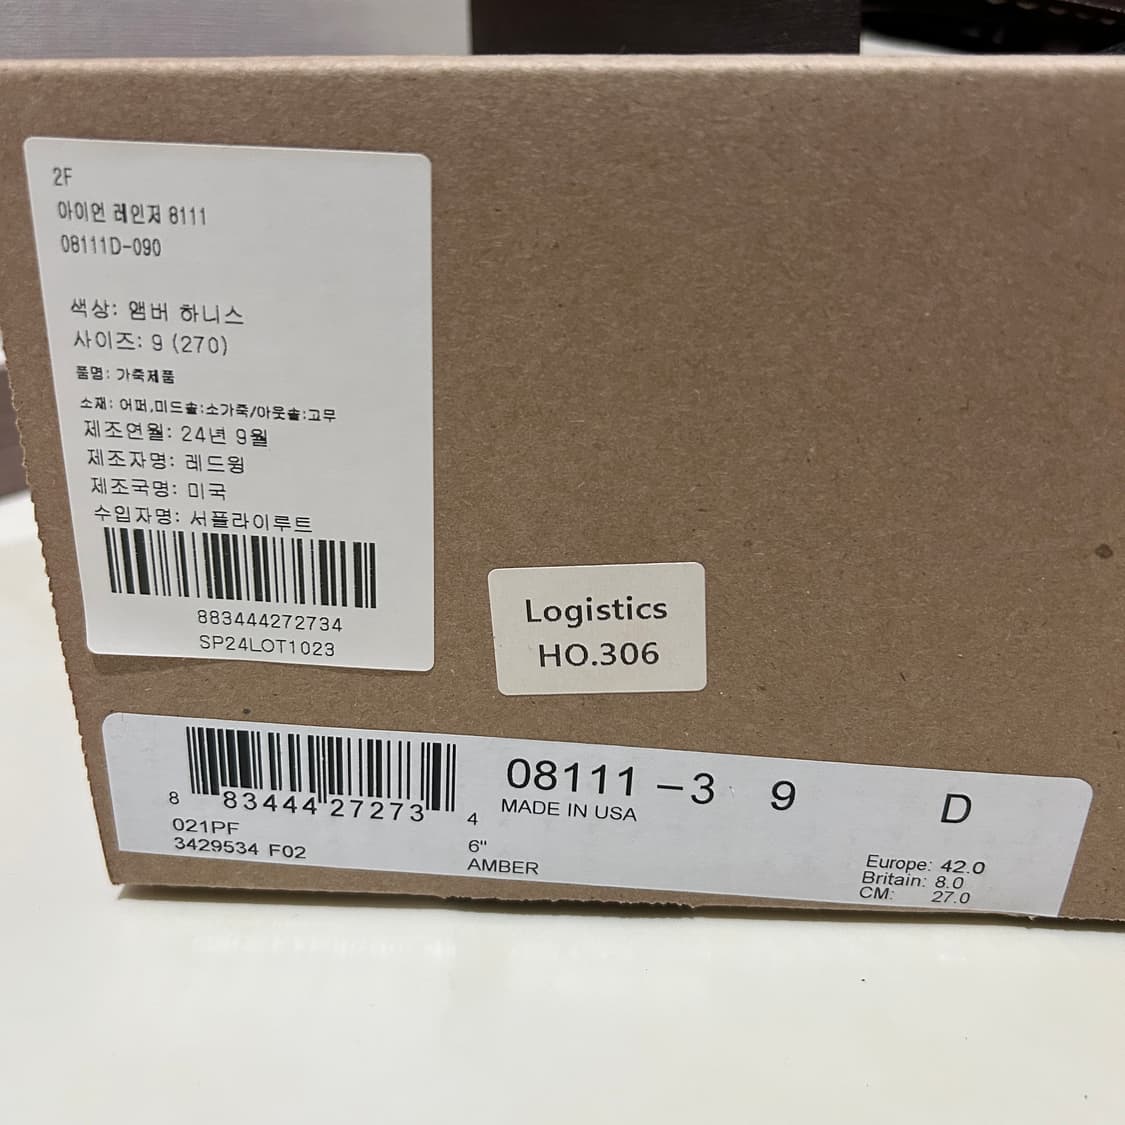 2F
아이언 레인저 8111
08111D-090
색상: 앰버 하니스
사이즈: 9 (270)
품명: 가죽제품
소재: 어퍼,미드솔:소가죽/아웃솔:고무
제조연월: 24년 9월
제조자명: 레드윙
제조국명: 미국
수입자명: 서플라이루트
883444272734
SP24LOT1023
Logistics
HO.306
8 83444 27273 4
021PF
3429534 F02
08111 -3 9 D
MADE IN USA
6"
AMBER
Europe: 42.0
Britain: 8.0
CM: 27.0